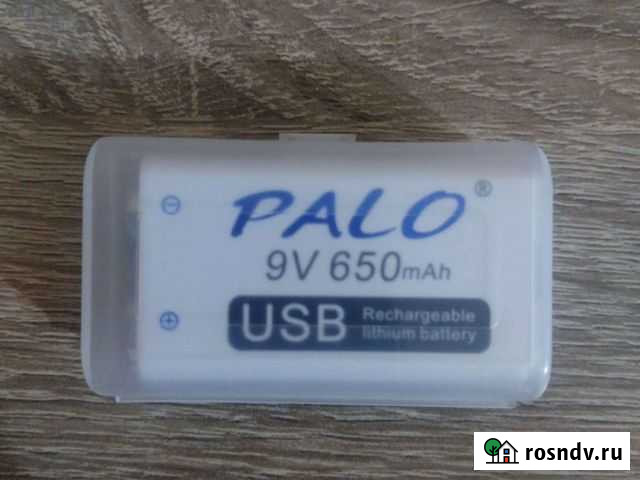 PALO®
9V 650mAh
USB
Rechargeable
lithium battery
rosndv.ru